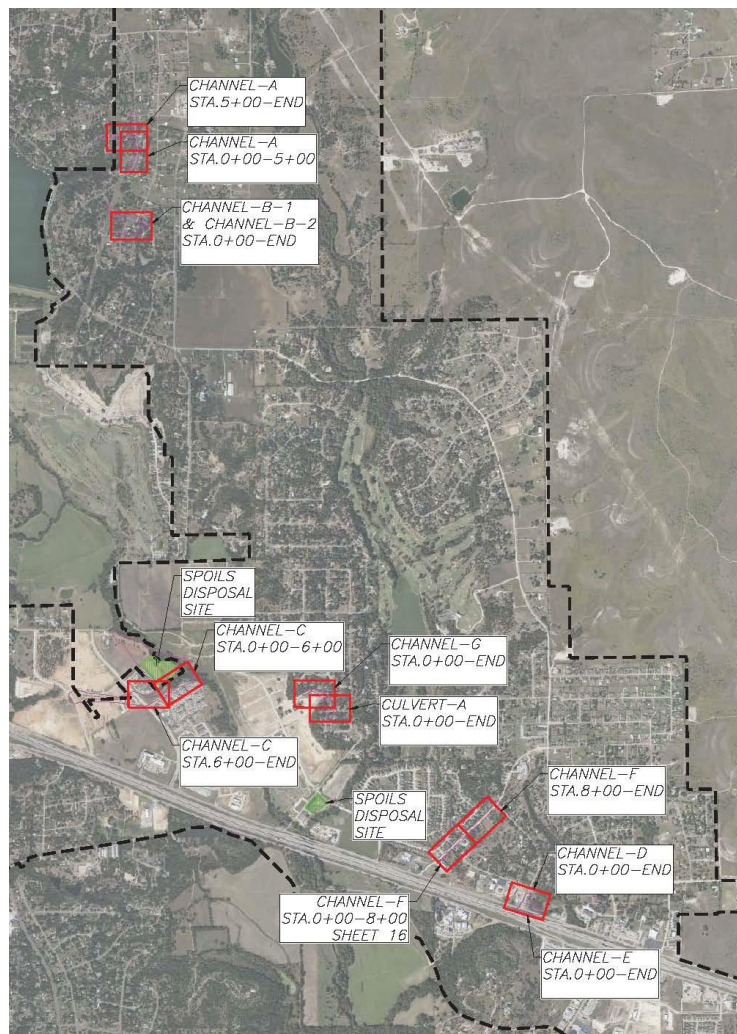 CHANNEL-A
STA.5+00-END
CHANNEL-A
STA.0+00-5+00
CHANNEL-B-1
& CHANNEL-B-2
STA.0+00-END
SPOILS
DISPOSAL
SITE
CHANNEL-C
STA.0+00-6+00
CHANNEL-G
STA.0+00-END
CULVERT-A
STA.0+00-END
CHANNEL-C
STA.6+00-END
SPOILS
DISPOSAL
SITE
CHANNEL-F
STA.8+00-END
CHANNEL-D
STA.0+00-END
CHANNEL-F
STA.0+00-8+00
SHEET 16
CHANNEL-E
STA.0+00-END